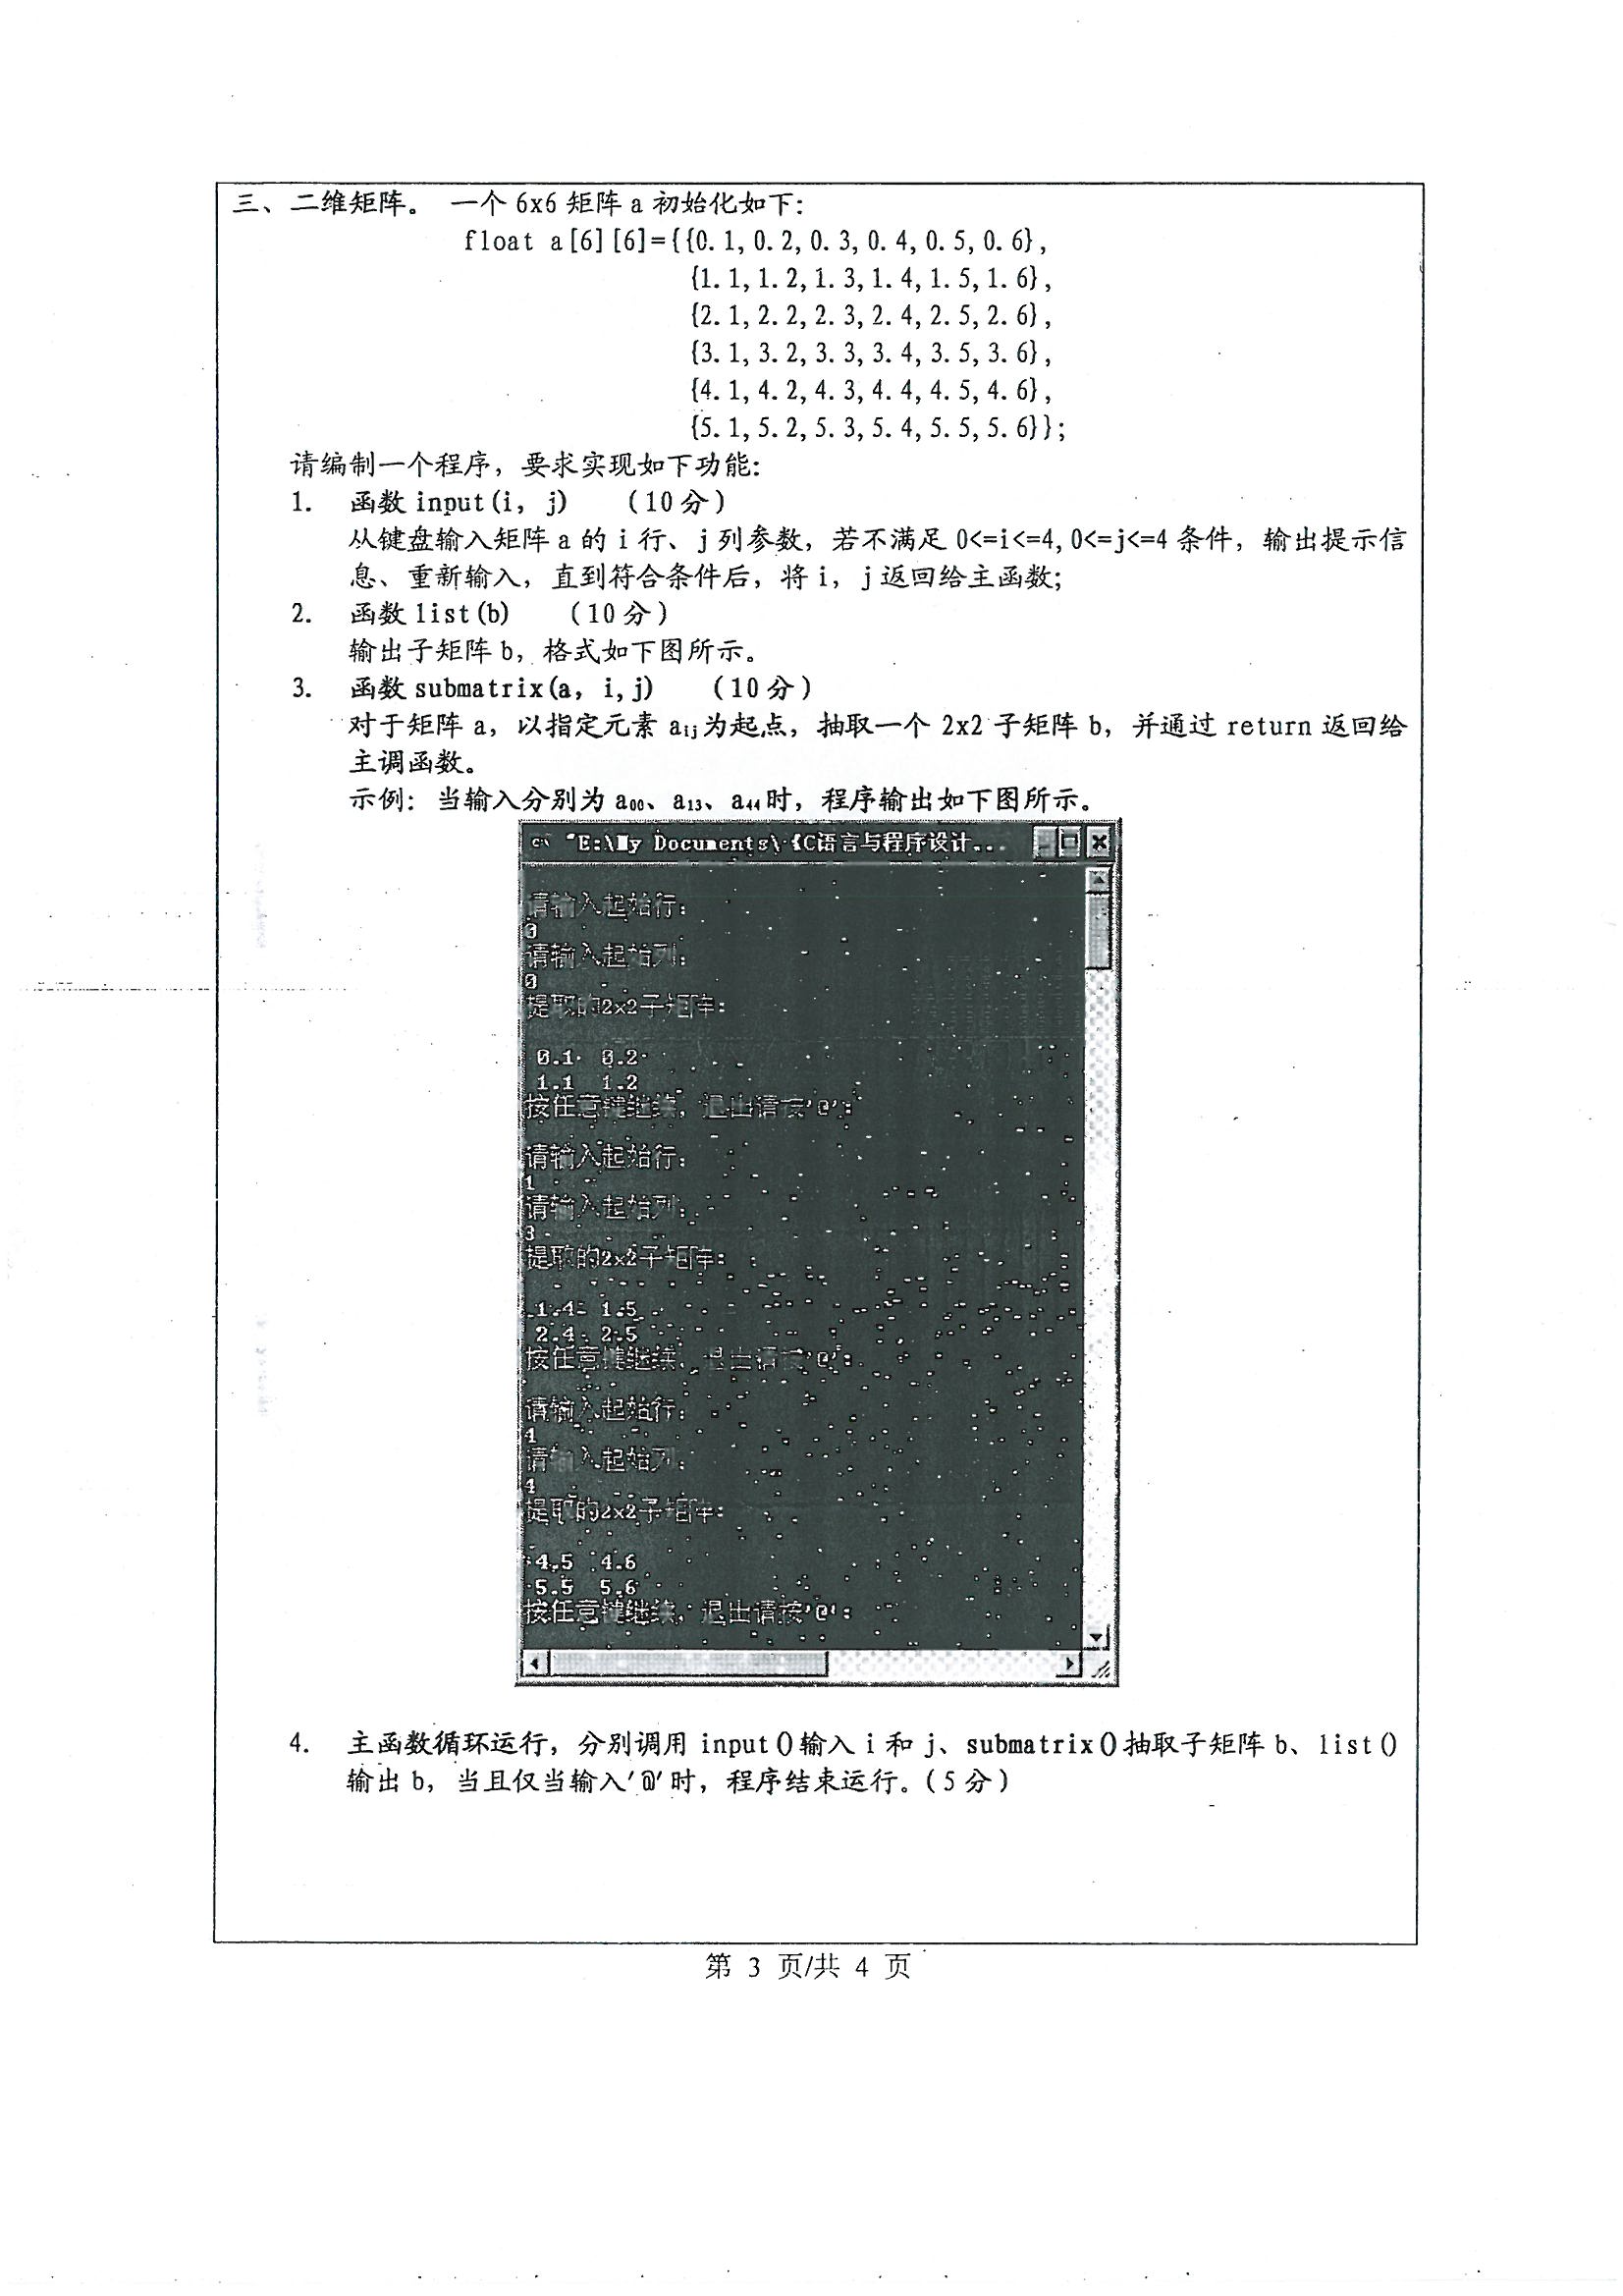 三、二维矩阵。 一个 6x6 矩阵 a 初始化如下:
float a[6][6]={{0.1,0.2,0.3,0.4,0.5,0.6},
{1.1,1.2,1.3,1.4,1.5,1.6},
{2.1,2.2,2.3,2.4,2.5,2.6},
{3.1,3.2,3.3,3.4,3.5,3.6},
{4.1,4.2,4.3,4.4,4.5,4.6},
{5.1,5.2,5.3,5.4,5.5,5.6}};
请编制一个程序，要求实现如下功能:
1. 函数 input(i, j) (10分)
从键盘输入矩阵 a 的 i 行、j 列参数，若不满足 0<=i<=4,0<=j<=4 条件，输出提示信
息、重新输入，直到符合条件后，将 i，j 返回给主函数;
2. 函数 list(b) (10分)
输出子矩阵 b，格式如下图所示。
3. 函数 submatrix(a, i,j) (10分)
对于矩阵 a，以指定元素 aij 为起点，抽取一个 2x2 子矩阵 b，并通过 return 返回给
主调函数。
示例: 当输入分别为 a00、a13、a44 时，程序输出如下图所示。
"E:\My Documents\·{C语言与程序设计...
请输入起始行:
0
请输入起始列:
0
提取的2x2子矩阵:
0.1 0.2
1.1 1.2
按任意键继续，退出请按'@':
请输入起始行:
1
请输入起始列:
3
提取的2x2子矩阵:
1.4 1.5
2.4 2.5
按任意键继续，退出请按'@':
请输入起始行:
4
请输入起始列:
4
提取的2x2子矩阵:
4.5 4.6
5.5 5.6
按任意键继续，退出请按'@':
4. 主函数循环运行，分别调用 input()输入 i 和 j、submatrix()抽取子矩阵 b、list()
输出 b，当且仅当输入'@'时，程序结束运行。(5分)
第 3 页/共 4 页